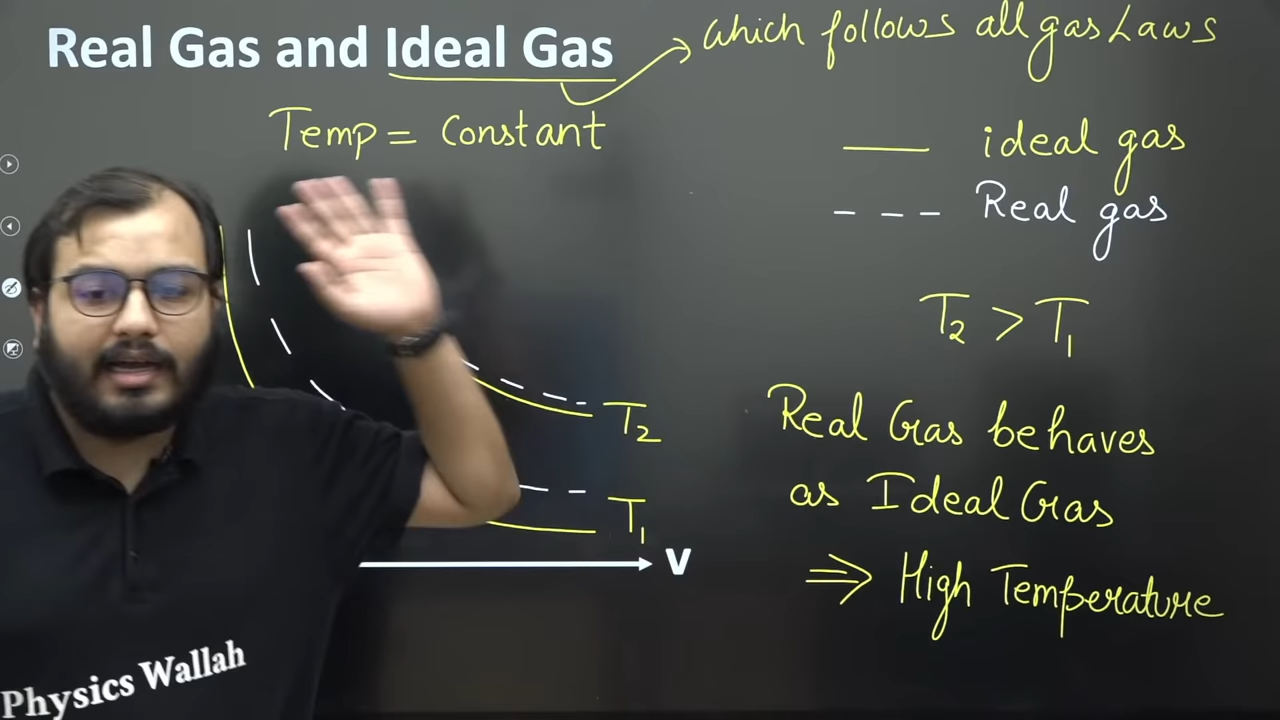 Real Gas and Ideal Gas
which follows all gas Laws
Temp = Constant
ideal gas
Real gas
T₂ > T₁
Real Gas behaves
as Ideal Gas
⇒ High Temperature
T₂
T₁
V
Physics Wallah